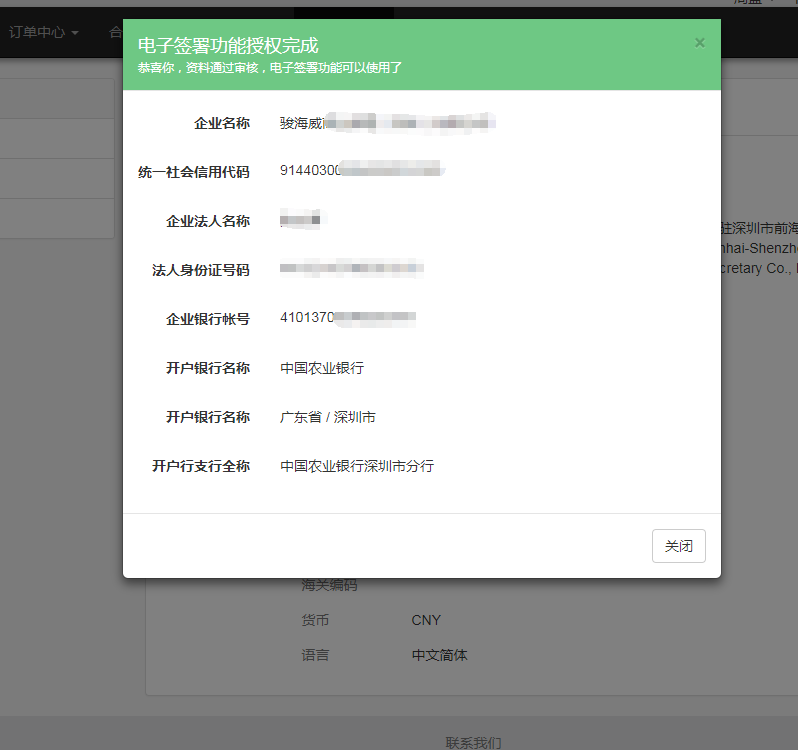 订单中心
电子签署功能授权完成
×
恭喜你，资料通过审核，电子签署功能可以使用了
企业名称 骏海威
统一社会信用代码 91440300
企业法人名称
法人身份证号码
企业银行帐号 4101370
开户银行名称 中国农业银行
开户银行名称 广东省 / 深圳市
开户行支行全称 中国农业银行深圳市分行
关闭
驻深圳市前海
nhai-Shenzh
cretary Co.,
海关编码
货币 CNY
语言 中文简体
联系我们